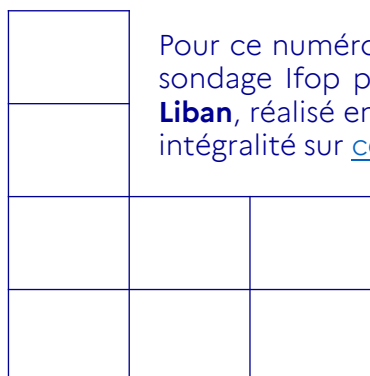 Pour ce numéro
sondage Ifop p
Liban, réalisé e
intégralité sur c